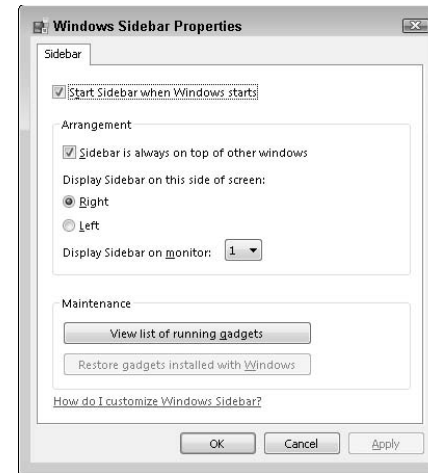 Windows Sidebar Properties
Sidebar
Start Sidebar when Windows starts
Arrangement
Sidebar is always on top of other windows
Display Sidebar on this side of screen:
Right
Left
Display Sidebar on monitor: 1
Maintenance
View list of running gadgets
Restore gadgets installed with Windows
How do I customize Windows Sidebar?
OK Cancel Apply